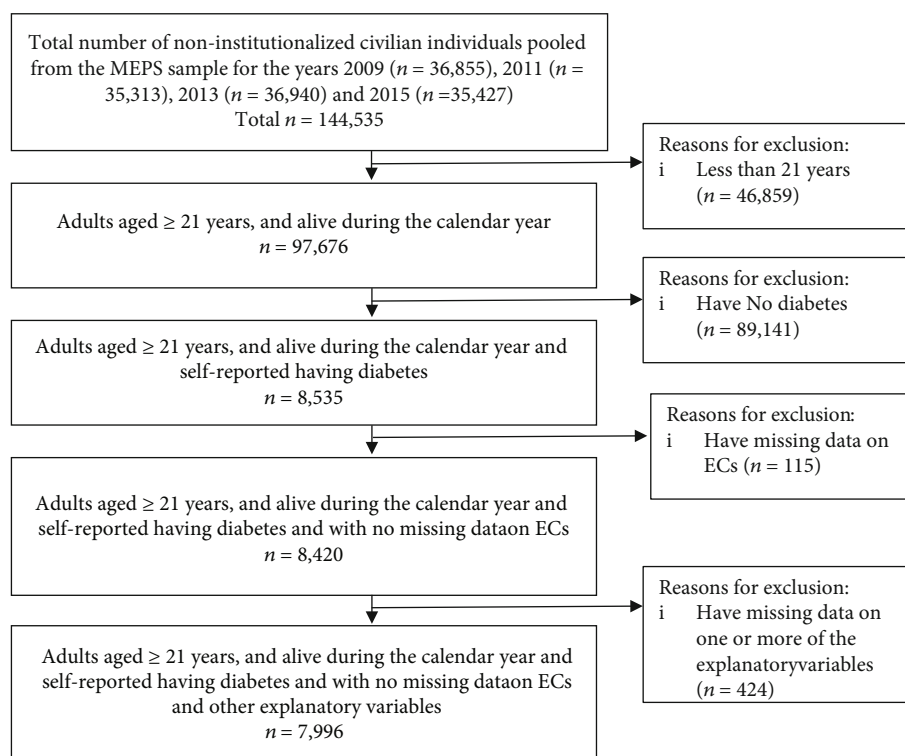 Total number of non-institutionalized civilian individuals pooled
from the MEPS sample for the years 2009 (n = 36,855), 2011 (n =
35,313), 2013 (n = 36,940) and 2015 (n =35,427)
Total n = 144,535
Reasons for exclusion:
i Less than 21 years
(n = 46,859)
Adults aged ≥ 21 years, and alive during the calendar year
n = 97,676
Reasons for exclusion:
i Have No diabetes
(n = 89,141)
Adults aged ≥ 21 years, and alive during the calendar year and
self-reported having diabetes
n = 8,535
Reasons for exclusion:
i Have missing data on
ECs (n = 115)
Adults aged ≥ 21 years, and alive during the calendar year and
self-reported having diabetes and with no missing dataon ECs
n = 8,420
Reasons for exclusion:
i Have missing data on
one or more of the
explanatoryvariables
(n = 424)
Adults aged ≥ 21 years, and alive during the calendar year and
self-reported having diabetes and with no missing dataon ECs
and other explanatory variables
n = 7,996